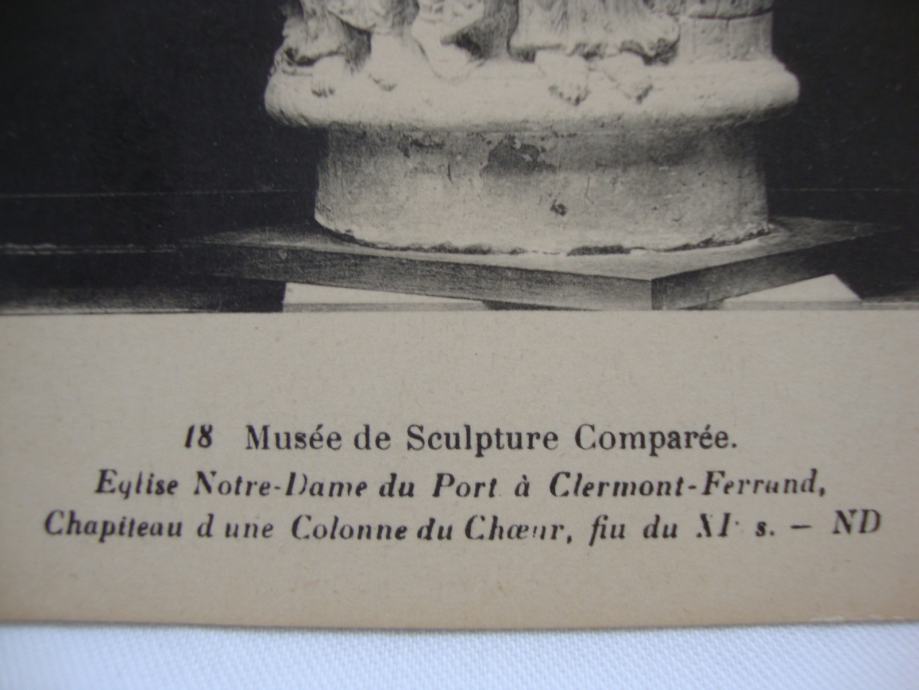 18 Musée de Sculpture Comparée.
Eglise Notre-Dame du Port à Clermont-Ferrand,
Chapiteau d une Colonne du Chœur, fin du XIe s. — ND